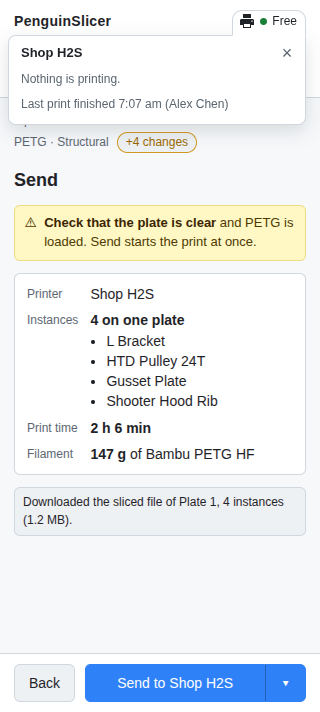 PenguinSlicer
Free
Shop H2S
Nothing is printing.
Last print finished 7:07 am (Alex Chen)
PETG · Structural
+4 changes
Send
⚠ Check that the plate is clear and PETG is
loaded. Send starts the print at once.
Printer Shop H2S
Instances 4 on one plate
• L Bracket
• HTD Pulley 24T
• Gusset Plate
• Shooter Hood Rib
Print time 2 h 6 min
Filament 147 g of Bambu PETG HF
Downloaded the sliced file of Plate 1, 4 instances
(1.2 MB).
Back
Send to Shop H2S